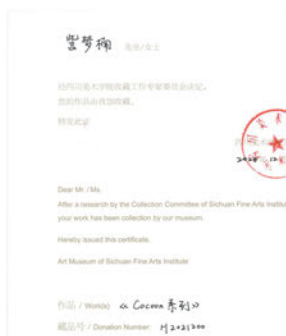 梦桐 先生/女士
经四川美术学院收藏工作专家委员会决定，
您的作品由我馆收藏。
特发此证
Dear Mr. / Ms.
After a research by the Collection Committee of Sichuan Fine Arts Institute
your work has been collection by our museum.
Hereby issued this certificate.
Art Museum of Sichuan Fine Arts Institute
作品 / Work(s) 《Cocoon 系列》
藏品号 / Donation Number: H2021200